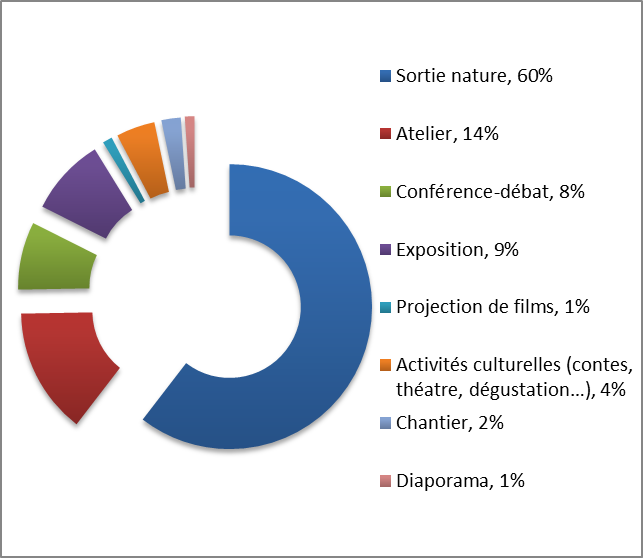 Sortie nature, 60%
Atelier, 14%
Conférence-débat, 8%
Exposition, 9%
Projection de films, 1%
Activités culturelles (contes,
théatre, dégustation...), 4%
Chantier, 2%
Diaporama, 1%